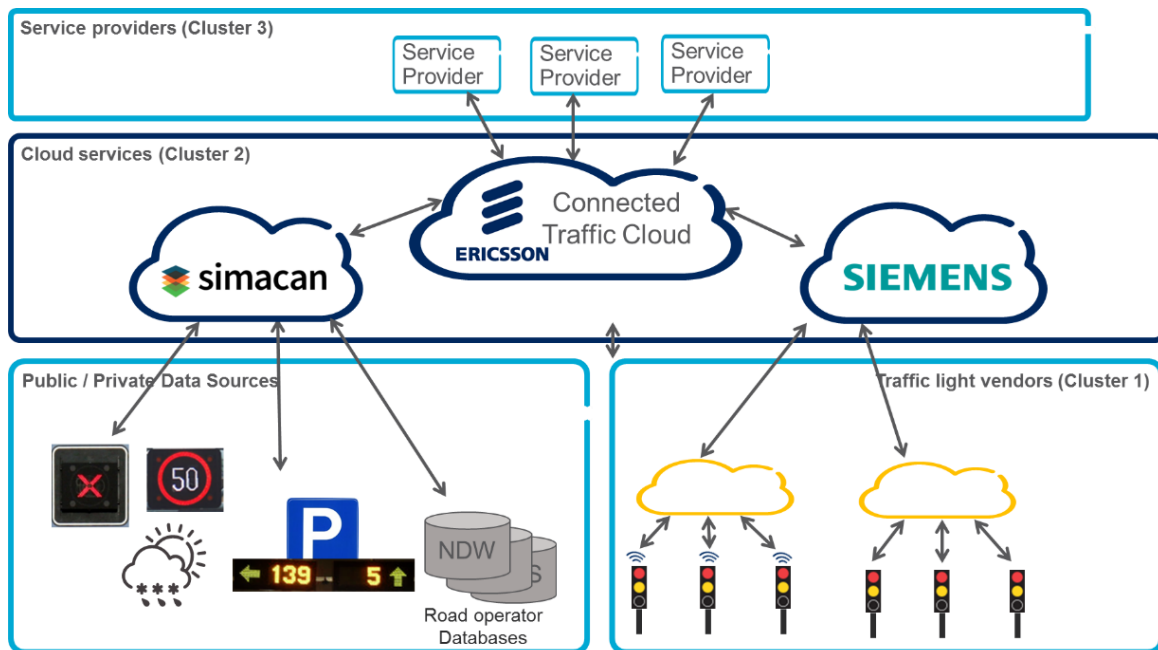 Service providers (Cluster 3)
Service
Provider
Service
Provider
Service
Provider
Cloud services (Cluster 2)
Connected
Traffic Cloud
ERICSSON
simacan
SIEMENS
Public / Private Data Sources
Traffic light vendors (Cluster 1)
50
P
139
5
NDW
S
Road operator
Databases